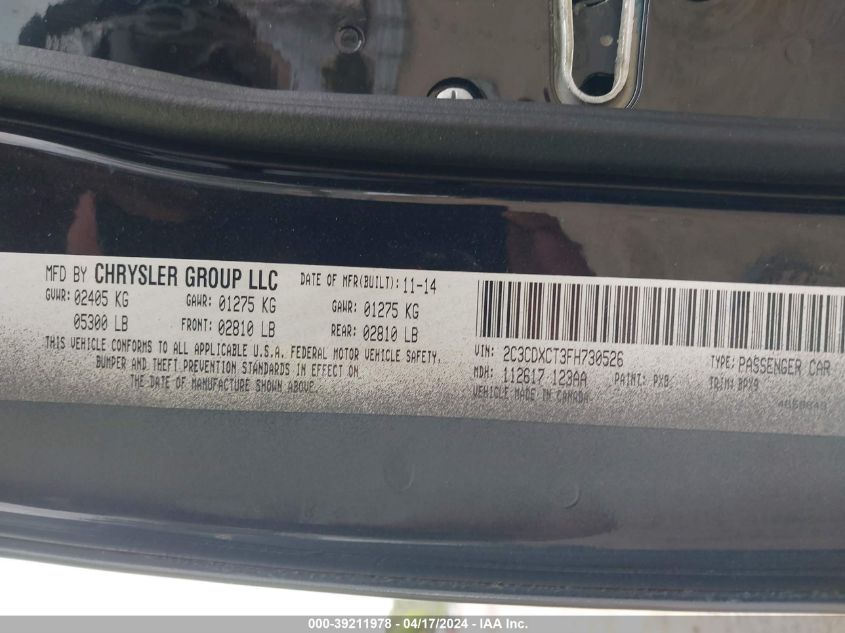 MFD BY CHRYSLER GROUP LLC DATE OF MFR(BUILT): 11-14
GVWR: 02405 KG GAWR: 01275 KG GAWR: 01275 KG
05300 LB FRONT: 02810 LB REAR: 02810 LB
THIS VEHICLE CONFORMS TO ALL APPLICABLE U.S.A. FEDERAL MOTOR VEHICLE SAFETY,
BUMPER AND THEFT PREVENTION STANDARDS IN EFFECT ON
THE DATE OF MANUFACTURE SHOWN ABOVE.
VIN: 2C3CDXCT3FH730526 TYPE: PASSENGER CAR
MDH: 112617 123AA PAINT: PX8 TRIM: BPX9
VEHICLE MADE IN CANADA.
000-39211978 - 04/17/2024 - IAA Inc.